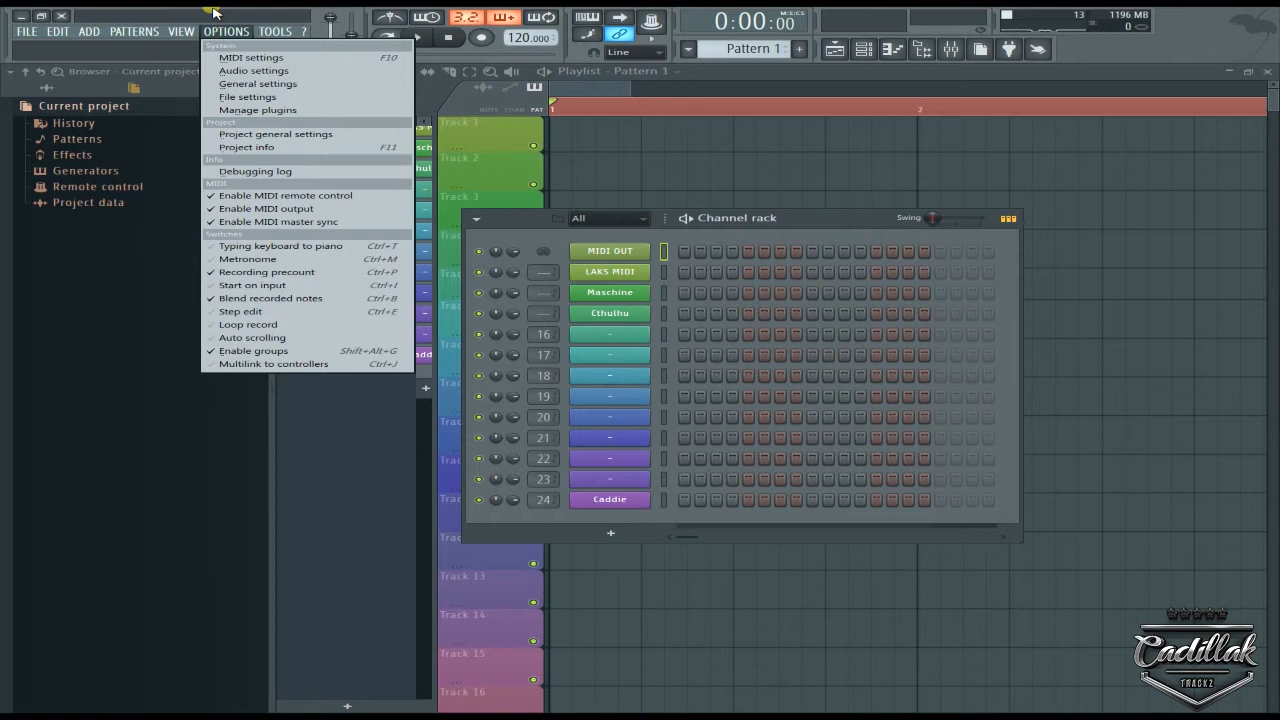 3.2
120.000
0:00:00
M:S:CS
13
1196 MB
0
FILE EDIT ADD PATTERNS VIEW OPTIONS TOOLS ?
Line
Pattern 1
Browser - Current project
Playlist - Pattern 1
Current project
History
Patterns
Effects
Generators
Remote control
Project data
System
MIDI settings F10
Audio settings
General settings
File settings
Manage plugins
Project
Project general settings
Project info F11
Info
Debugging log
MIDI
Enable MIDI remote control
Enable MIDI output
Enable MIDI master sync
Switches
Typing keyboard to piano Ctrl+T
Metronome Ctrl+M
Recording precount Ctrl+P
Start on input Ctrl+I
Blend recorded notes Ctrl+B
Step edit Ctrl+E
Loop record
Auto scrolling
Enable groups Shift+Alt+G
Multilink to controllers Ctrl+J
NOTE CHAN PAT
1 2
Track 1
Track 2
Track 3
Track 13
Track 14
Track 15
Track 16
All
Channel rack
Swing
MIDI OUT
--- LAKS MIDI
--- Maschine
--- Cthulhu
16 -
17 -
18 -
19 -
20 -
21 -
22 -
23 -
24 Caddie
+
Cadillak
TRACKZ